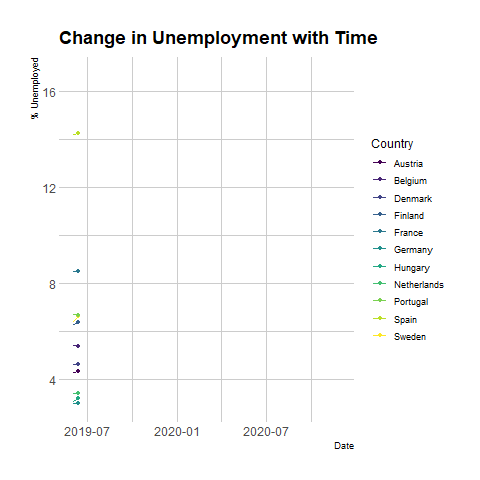 Change in Unemployment with Time
% Unemployed
16
12
8
4
2019-07
2020-01
2020-07
Date
Country
Austria
Belgium
Denmark
Finland
France
Germany
Hungary
Netherlands
Portugal
Spain
Sweden